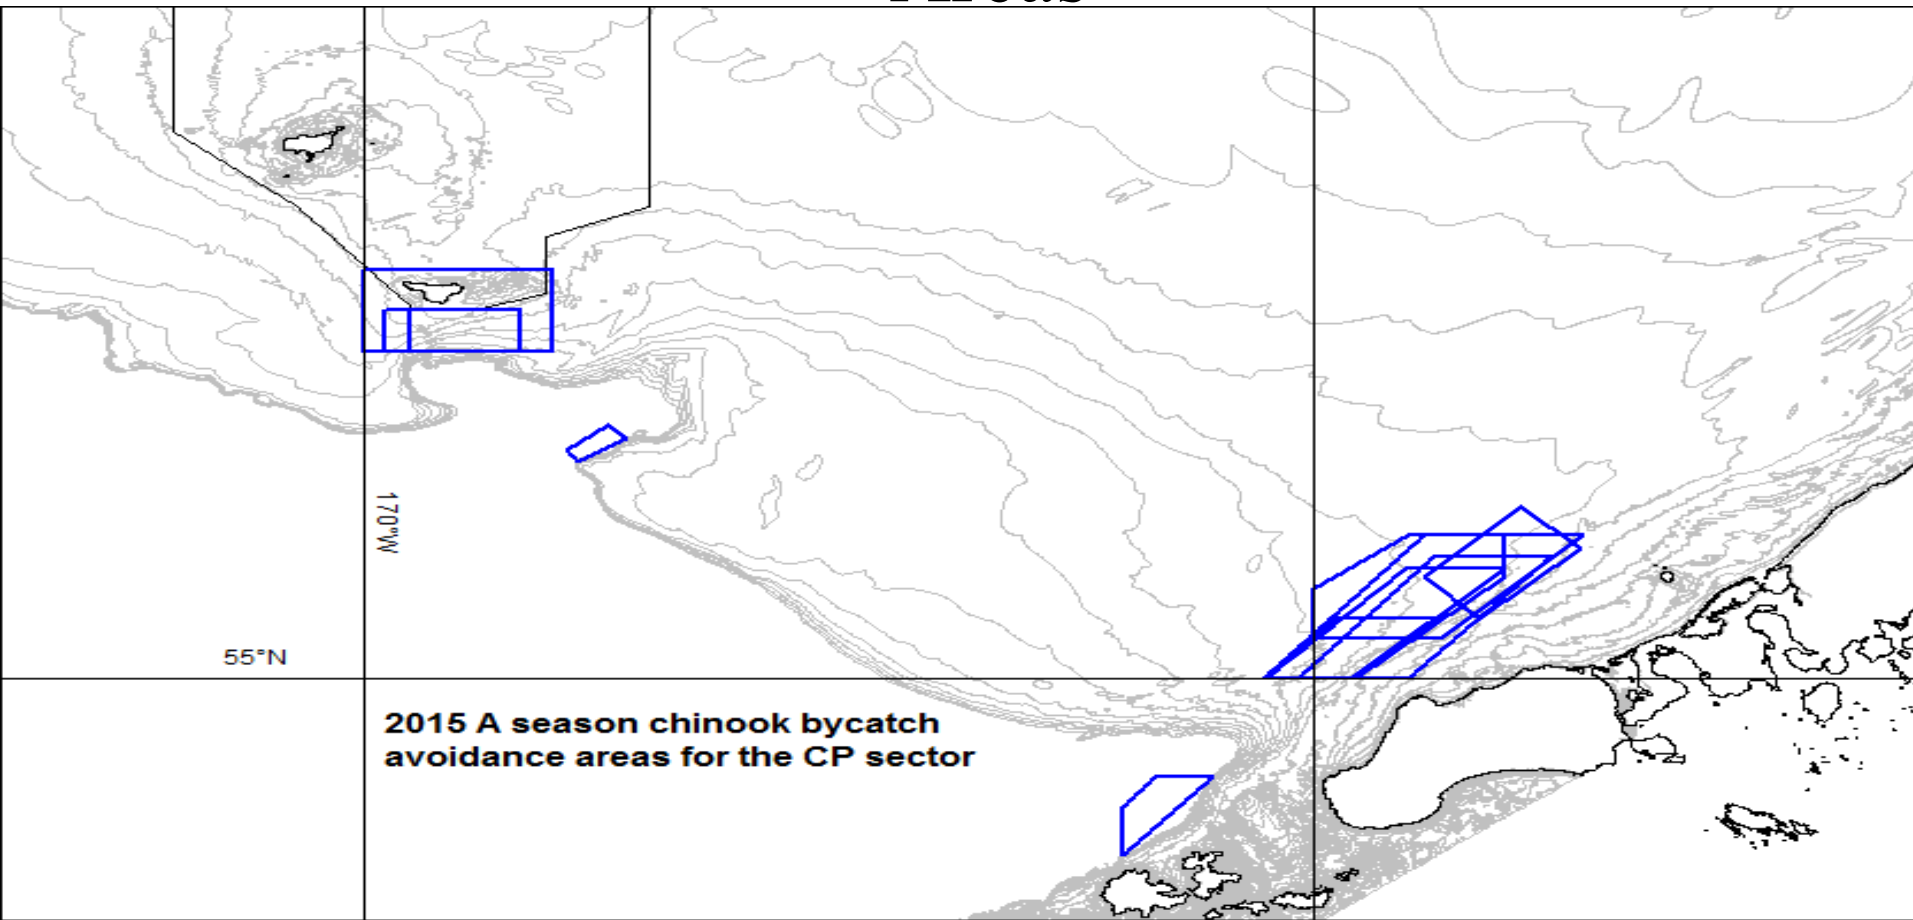 170°W
55°N
2015 A season chinook bycatch
avoidance areas for the CP sector